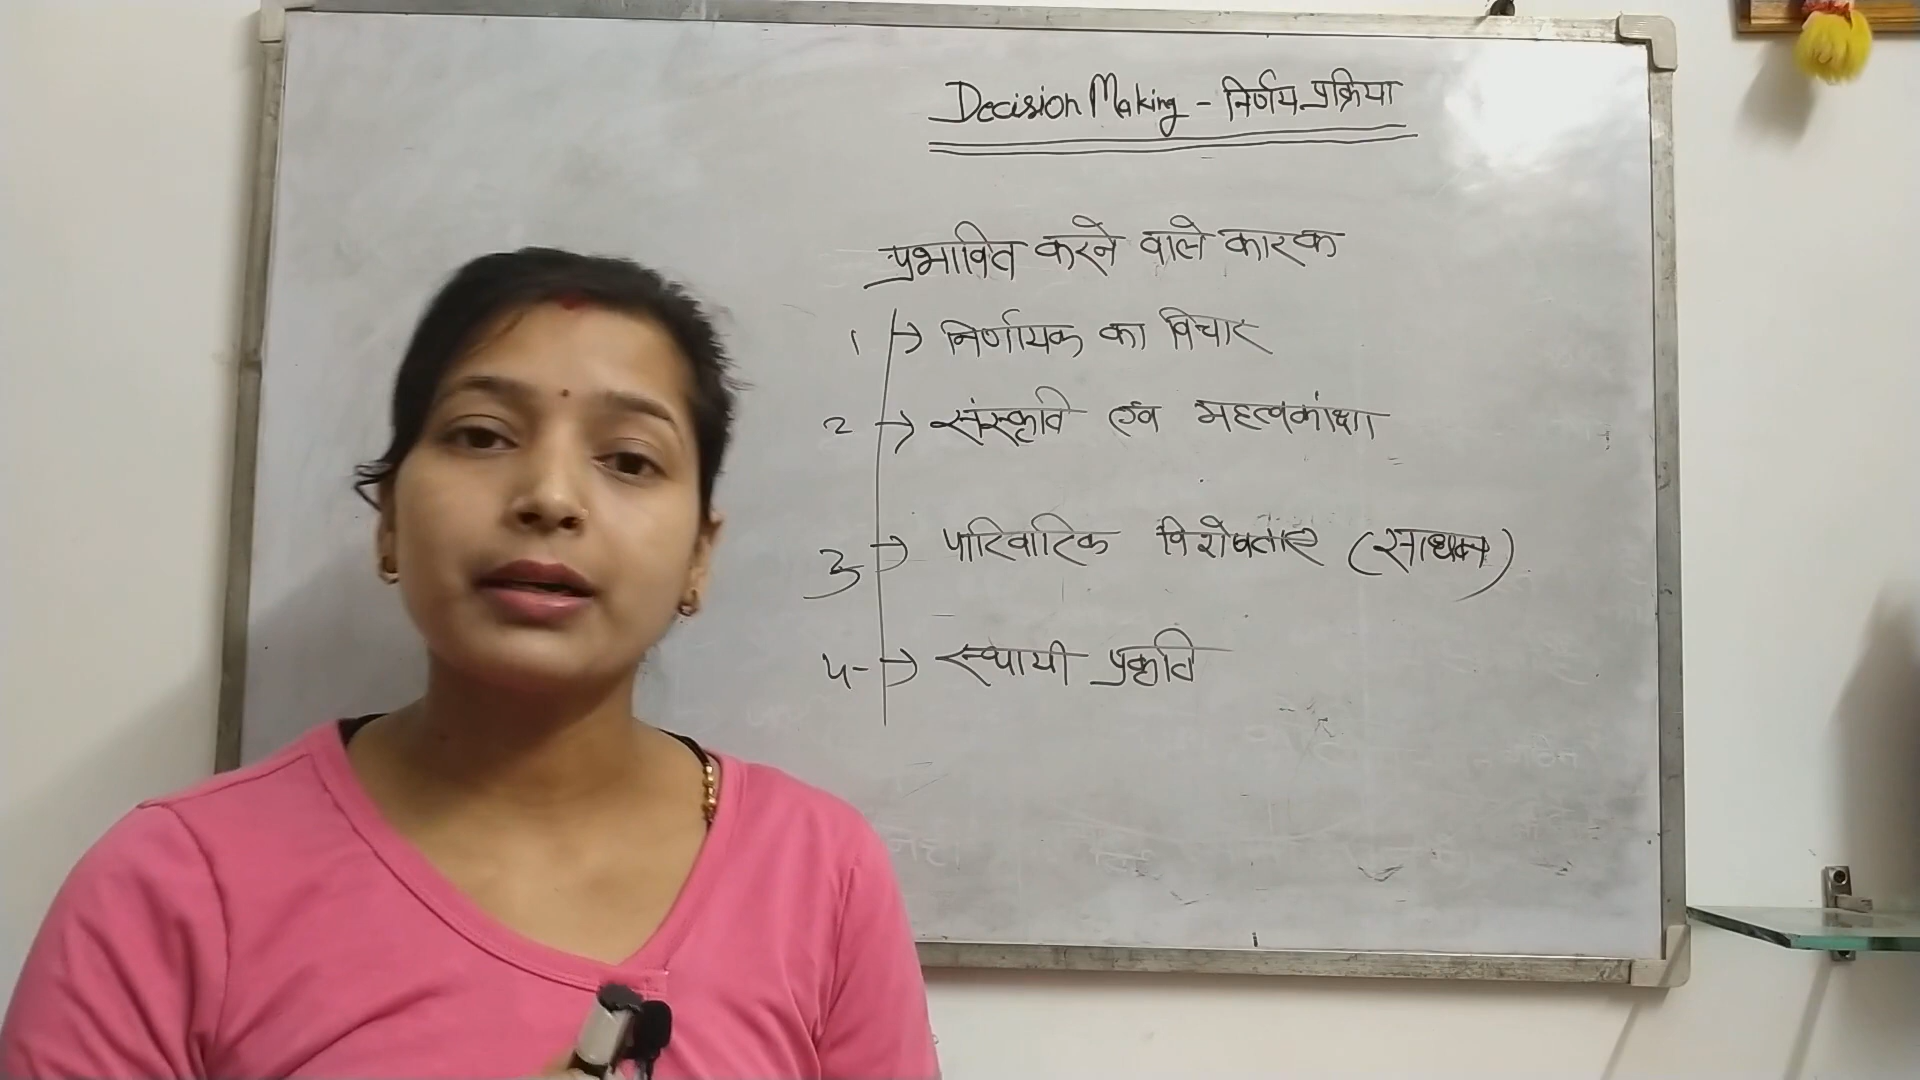 Decision Making - निर्णय प्रक्रिया
प्रभावित करने वाले कारक
1 → निर्णायक का विचार
2 → संस्कृति एवं महत्वकांक्षा
3 → पारिवारिक विशेषताए (साधन)
4- → स्थायी प्रकृति